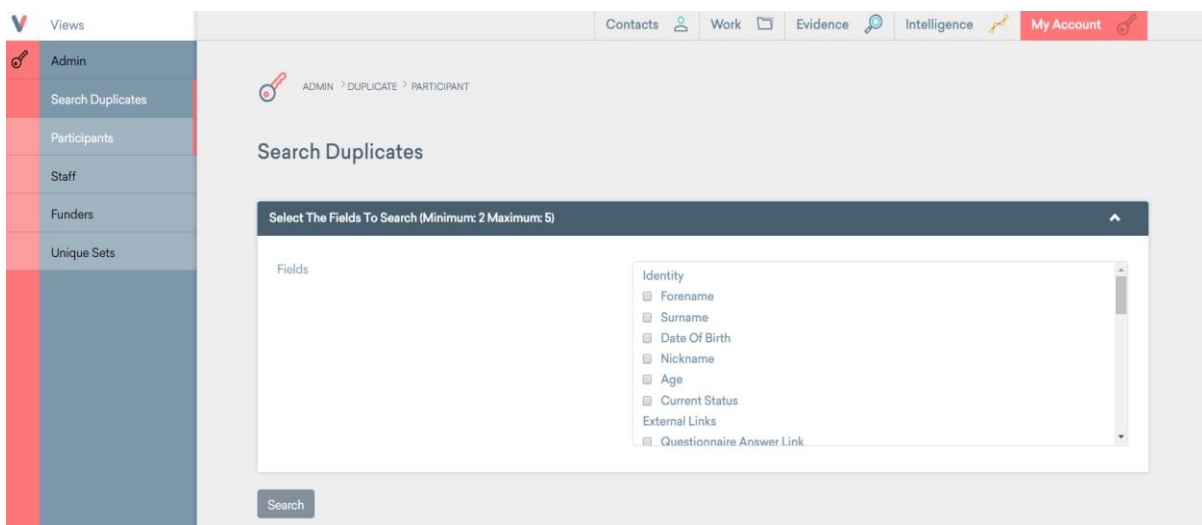 Views
Contacts Work Evidence Intelligence My Account
Admin
Search Duplicates
Participants
Staff
Funders
Unique Sets
ADMIN > DUPLICATE > PARTICIPANT
Search Duplicates
Select The Fields To Search (Minimum: 2 Maximum: 5)
Fields
Identity
Forename
Surname
Date Of Birth
Nickname
Age
Current Status
External Links
Questionnaire Answer Link
Search